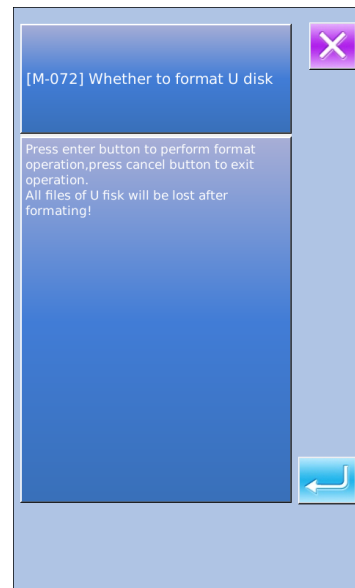 [M-072] Whether to format U disk
Press enter button to perform format
operation,press cancel button to exit
operation.
All files of U fisk will be lost after
formating!